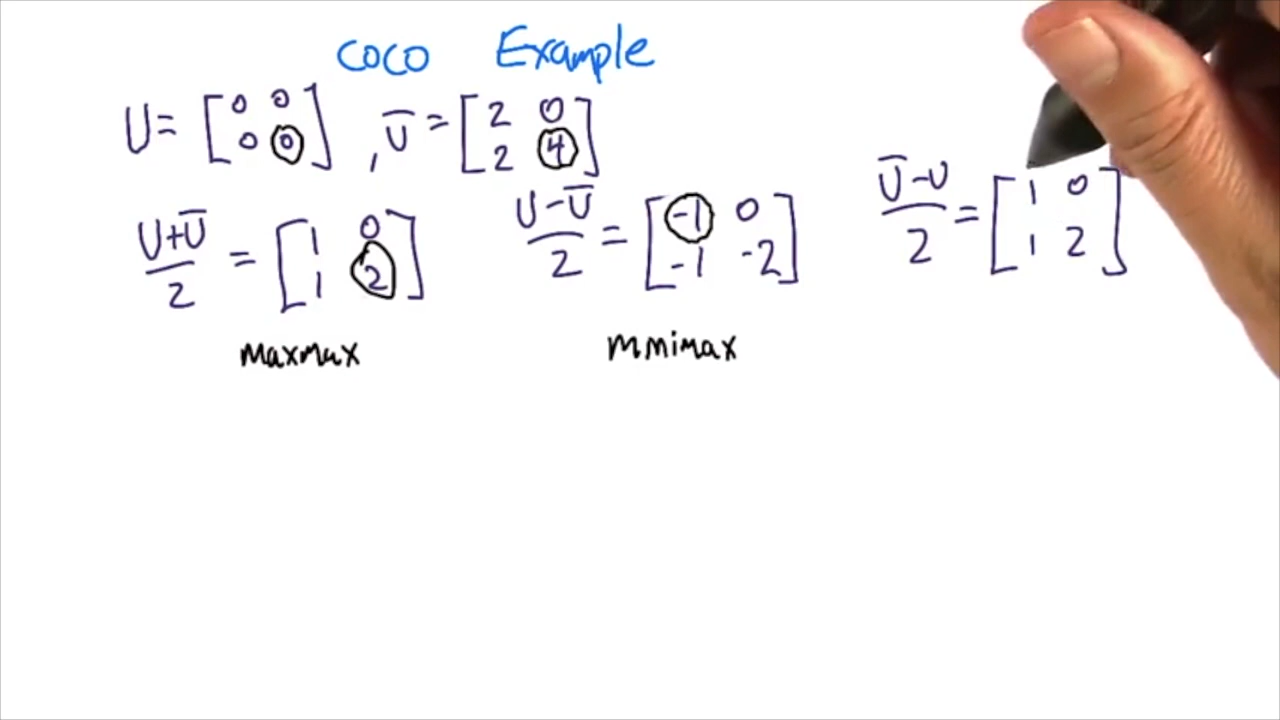 COCO Example
U = [ 0 0 ; 0 0 ] , Ū = [ 2 0 ; 2 4 ]
(U+Ū)/2 = [ 1 0 ; 1 2 ]
(U-Ū)/2 = [ -1 0 ; -1 -2 ]
(Ū-U)/2 = [ 1 0 ; 1 2 ]
maxmax
mnimax